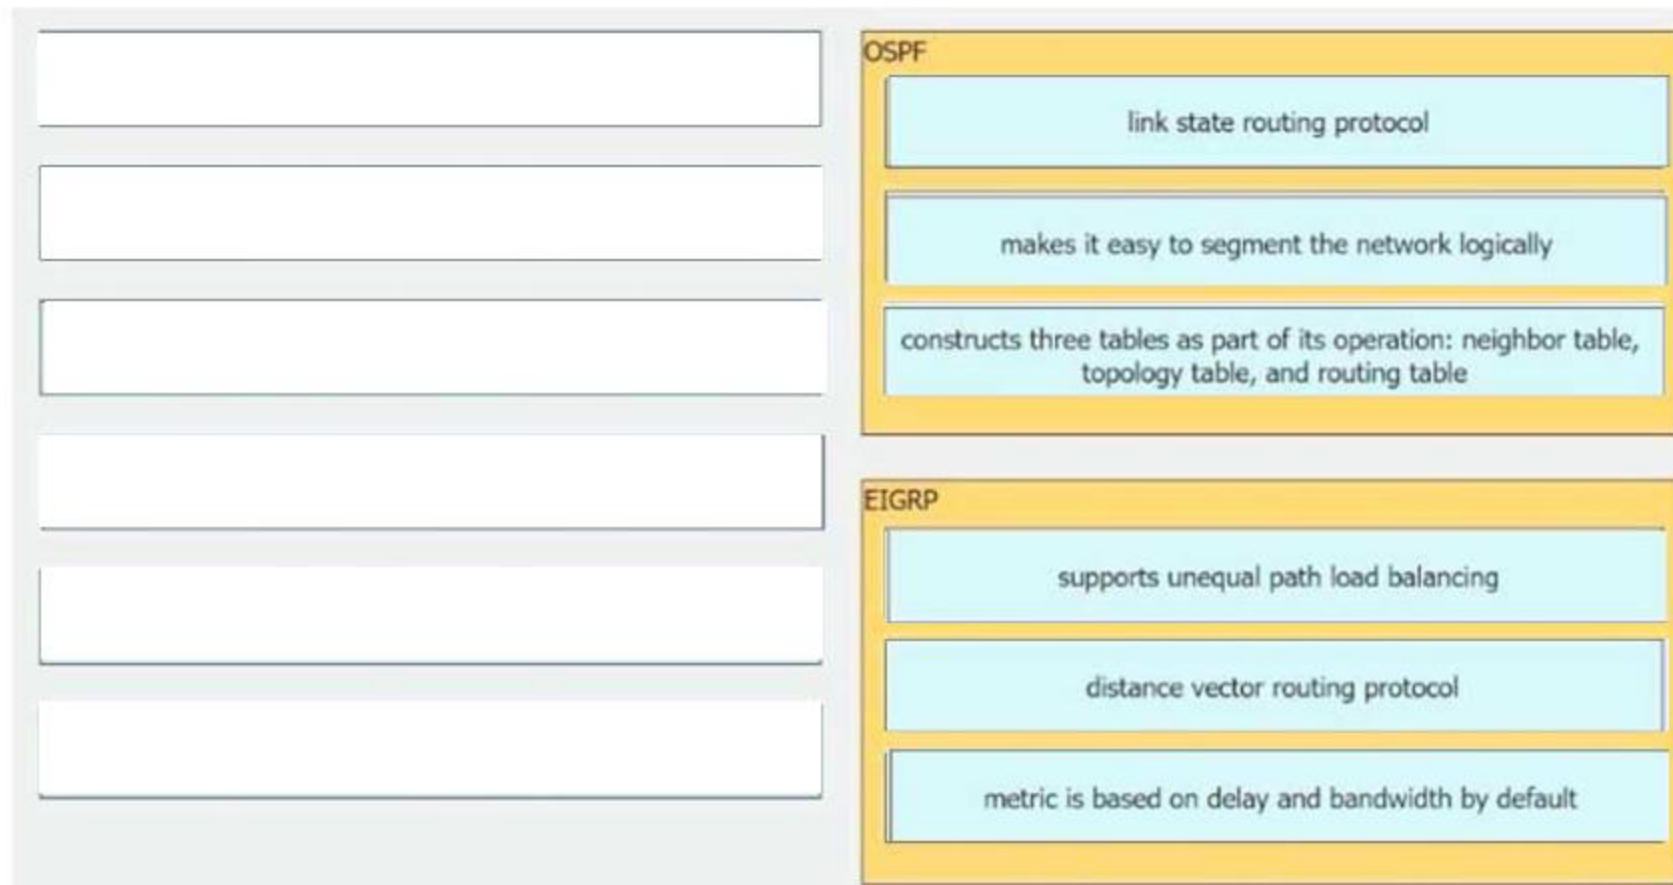 OSPF
link state routing protocol
makes it easy to segment the network logically
constructs three tables as part of its operation: neighbor table,
topology table, and routing table
EIGRP
supports unequal path load balancing
distance vector routing protocol
metric is based on delay and bandwidth by default